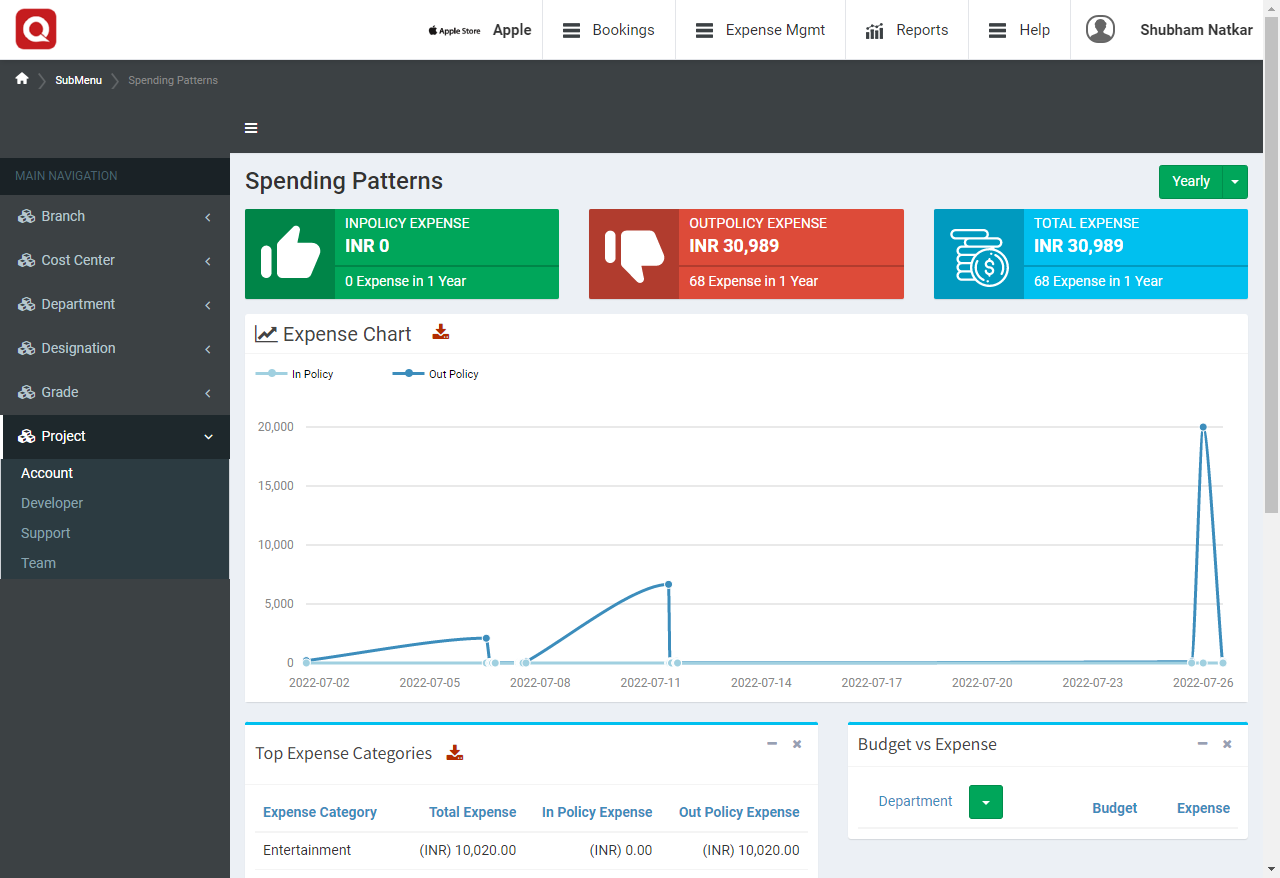 Apple Store Apple Bookings Expense Mgmt Reports Help Shubham Natkar
SubMenu Spending Patterns
MAIN NAVIGATION
Branch
Cost Center
Department
Designation
Grade
Project
Account
Developer
Support
Team
Spending Patterns
Yearly
INPOLICY EXPENSE
INR 0
0 Expense in 1 Year
OUTPOLICY EXPENSE
INR 30,989
68 Expense in 1 Year
TOTAL EXPENSE
INR 30,989
68 Expense in 1 Year
Expense Chart
In Policy Out Policy
20,000
15,000
10,000
5,000
0
2022-07-02 2022-07-05 2022-07-08 2022-07-11 2022-07-14 2022-07-17 2022-07-20 2022-07-23 2022-07-26
Top Expense Categories
Expense Category Total Expense In Policy Expense Out Policy Expense
Entertainment (INR) 10,020.00 (INR) 0.00 (INR) 10,020.00
Budget vs Expense
Department Budget Expense